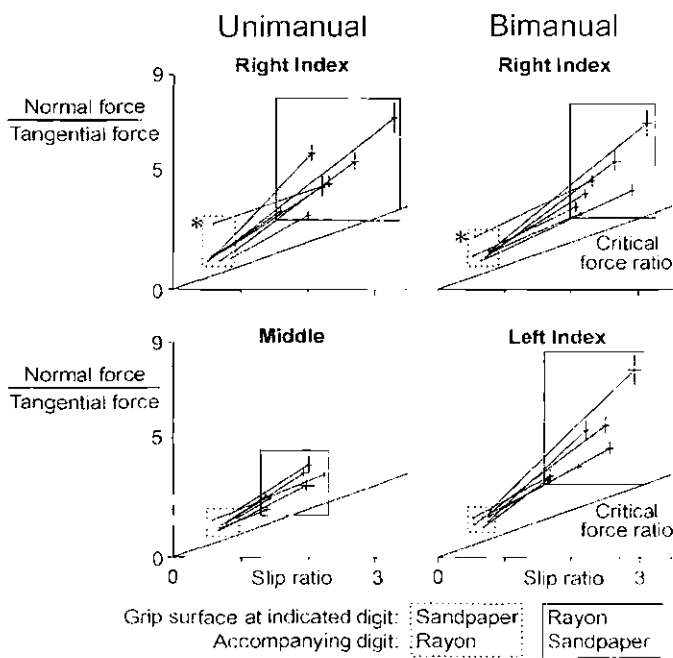 Unimanual Bimanual
Right Index Right Index
9
Normal force
Tangential force
5
*
*
Critical
force ratio
0
Middle Left Index
9
Normal force
Tangential force
5
Critical
force ratio
0
0 Slip ratio 3 0 Slip ratio 3
Grip surface at indicated digit: Sandpaper Rayon
Accompanying digit: Rayon Sandpaper